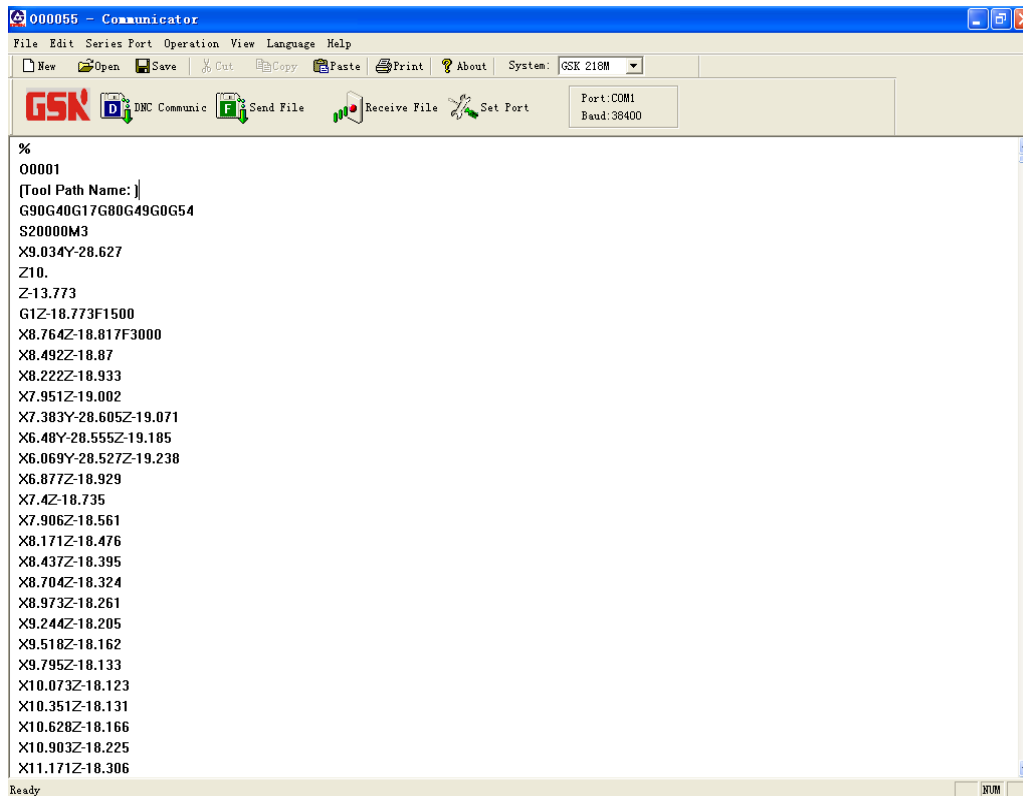 O00055 - Communicator
File Edit Series Port Operation View Language Help
New Open Save Cut Copy Paste Print About System: GSK 218M
GSK DNC Communic Send File Receive File Set Port Port:COM1
Baud:38400
%
O0001
(Tool Path Name: )
G90G40G17G80G49G0G54
S20000M3
X9.034Y-28.627
Z10.
Z-13.773
G1Z-18.773F1500
X8.764Z-18.817F3000
X8.492Z-18.87
X8.222Z-18.933
X7.951Z-19.002
X7.383Y-28.605Z-19.071
X6.48Y-28.555Z-19.185
X6.069Y-28.527Z-19.238
X6.877Z-18.929
X7.4Z-18.735
X7.906Z-18.561
X8.171Z-18.476
X8.437Z-18.395
X8.704Z-18.324
X8.973Z-18.261
X9.244Z-18.205
X9.518Z-18.162
X9.795Z-18.133
X10.073Z-18.123
X10.351Z-18.131
X10.628Z-18.166
X10.903Z-18.225
X11.171Z-18.306
Ready NUM